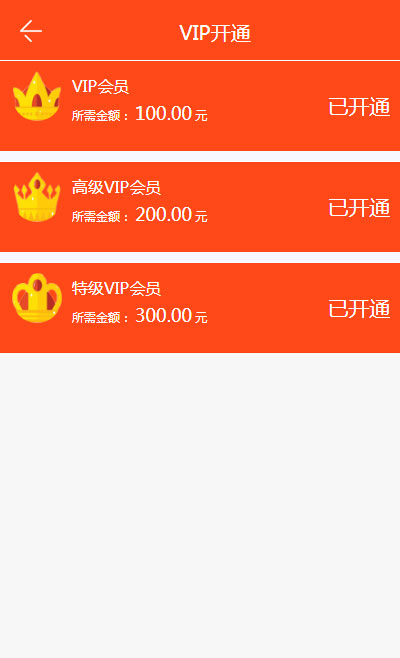 VIP开通
VIP会员
所需金额： 100.00 元
已开通
高级VIP会员
所需金额： 200.00 元
已开通
特级VIP会员
所需金额： 300.00 元
已开通